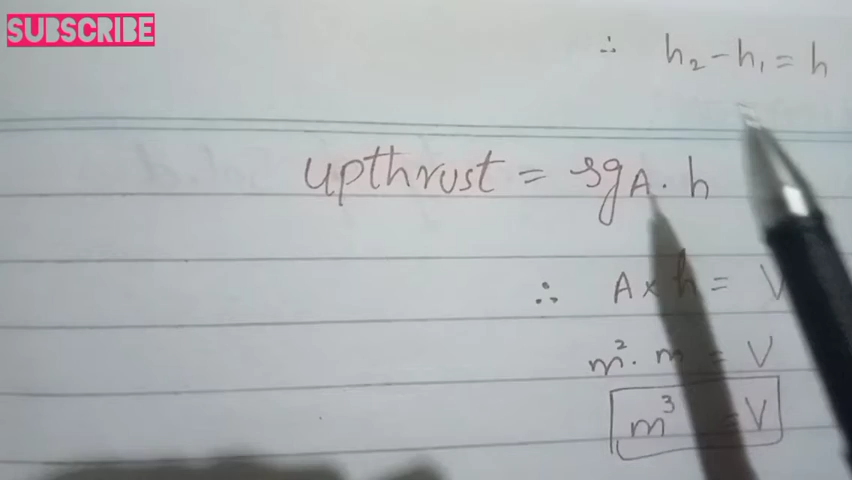 SUBSCRIBE
∴ h₂ - h₁ = h
upthrust = ρgA · h
∴ A × h = V
m² · m = V
m³ = V